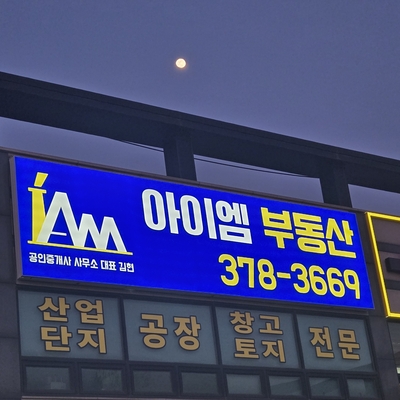 iAM
아이엠 부동산
공인중개사 사무소 대표 김현
378-3669
산업단지 공장 창고토지 전문